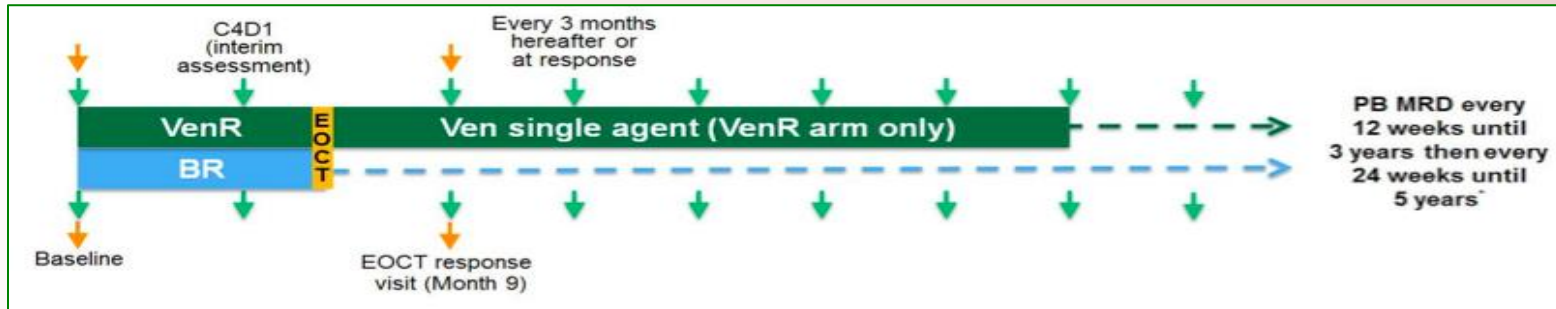 C4D1
(interim
assessment)
Every 3 months
hereafter or
at response
VenR
EOCT
Ven single agent (VenR arm only)
BR
PB MRD every
12 weeks until
3 years then every
24 weeks until
5 years*
Baseline
EOCT response
visit (Month 9)